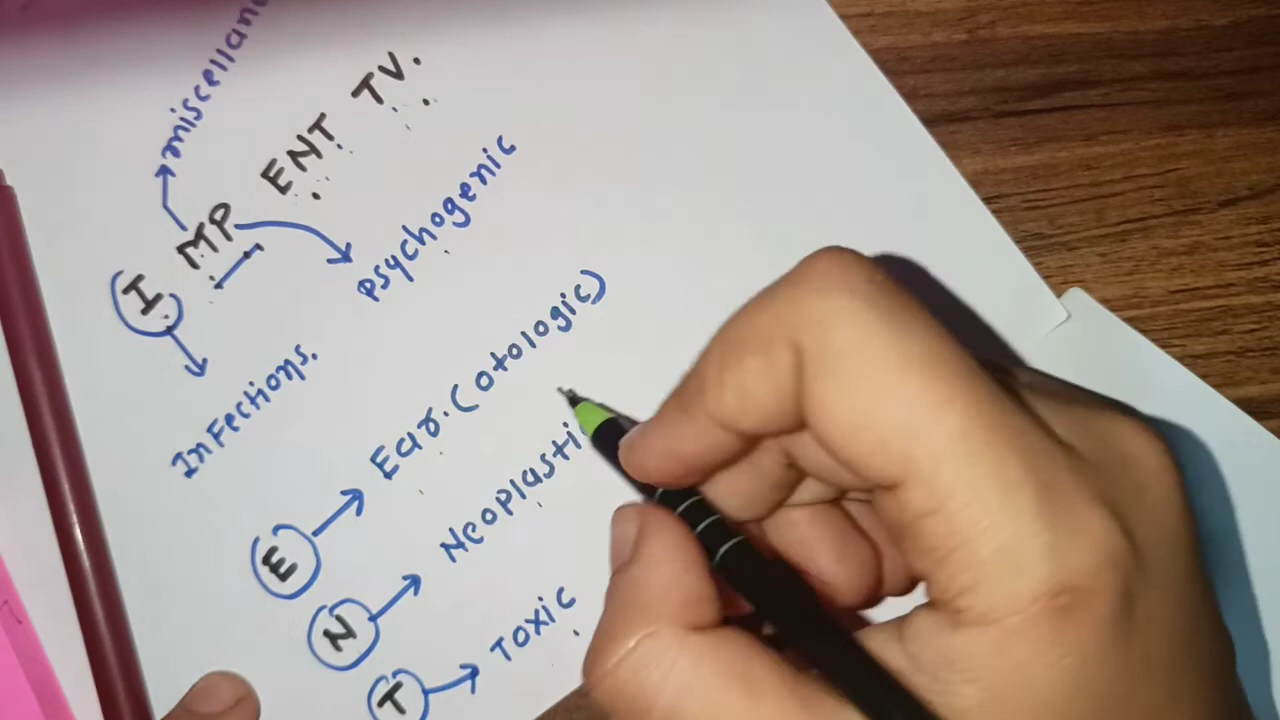 miscellan
I MP ENT TV.
Psychogenic
Infections.
E → Ear. (otologic)
N → Neoplasti
T → Toxic